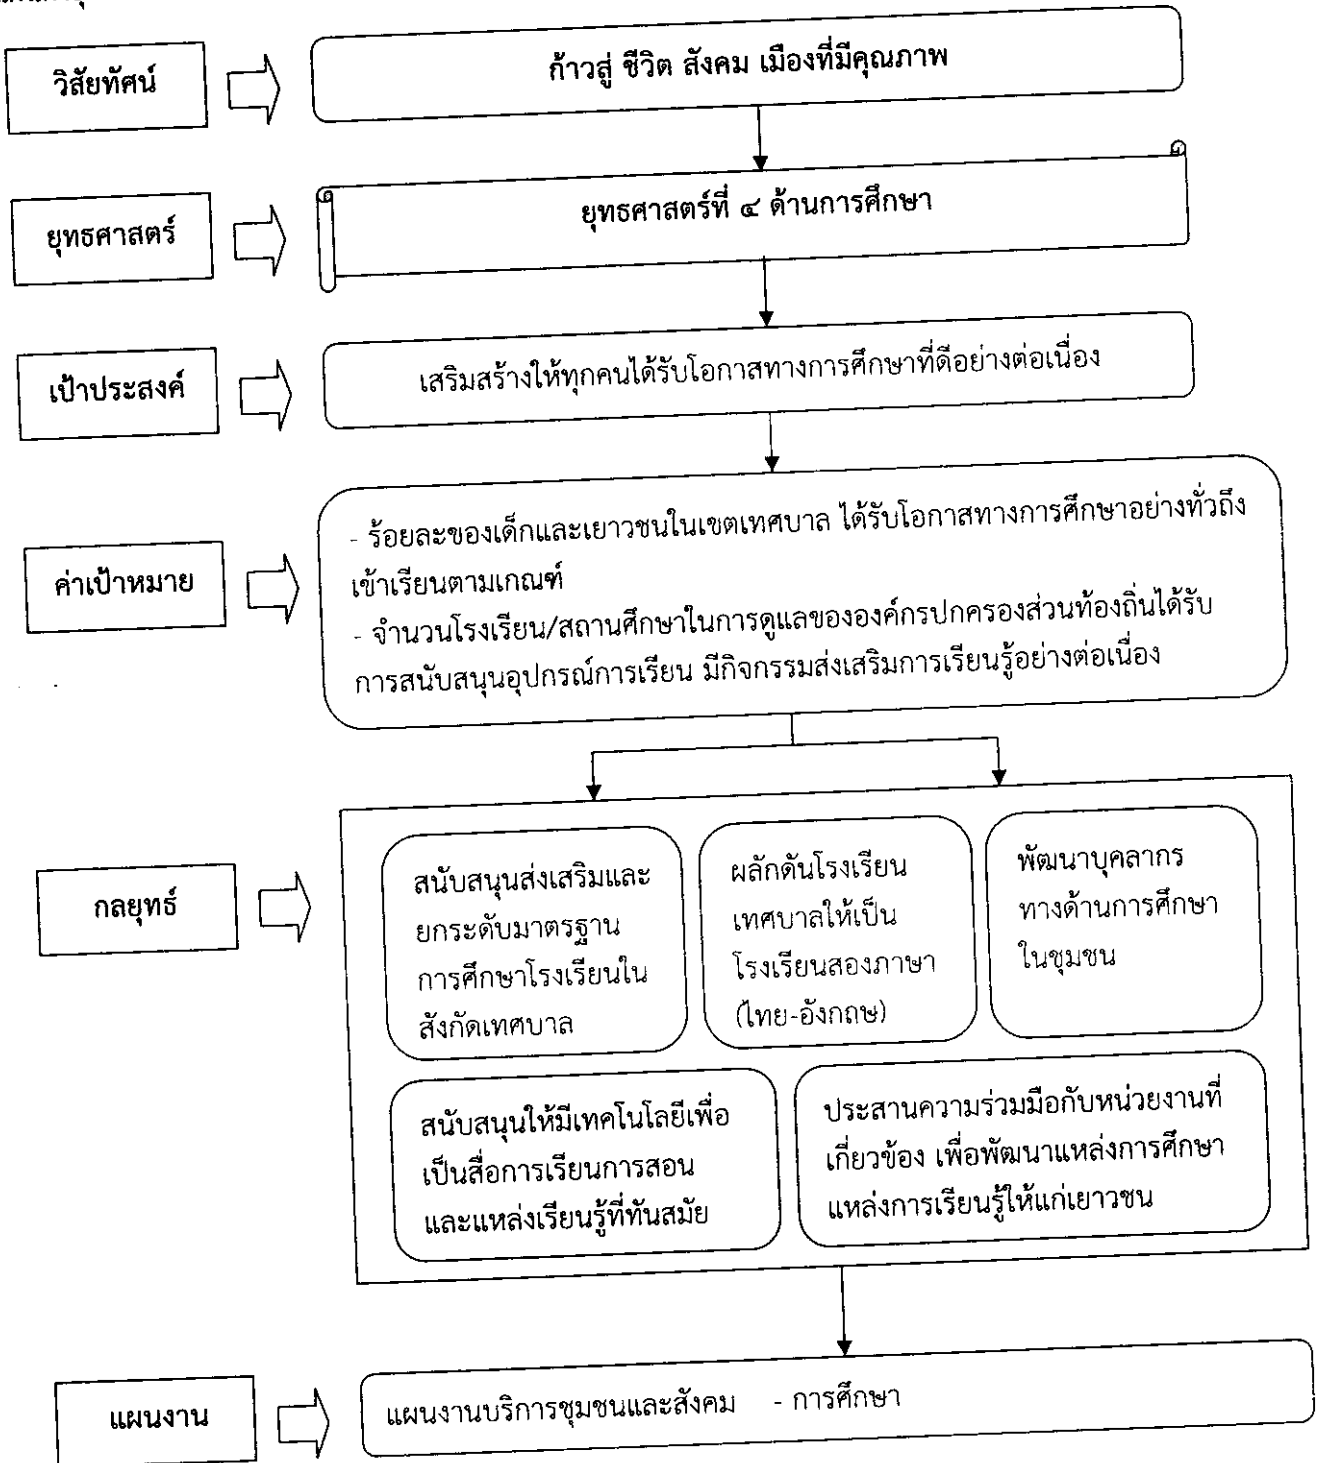 วิสัยทัศน์
ก้าวสู่ ชีวิต สังคม เมืองที่มีคุณภาพ
ยุทธศาสตร์
ยุทธศาสตร์ที่ ๔ ด้านการศึกษา
เป้าประสงค์
เสริมสร้างให้ทุกคนได้รับโอกาสทางการศึกษาที่ดีอย่างต่อเนื่อง
ค่าเป้าหมาย
- ร้อยละของเด็กและเยาวชนในเขตเทศบาล ได้รับโอกาสทางการศึกษาอย่างทั่วถึง
เข้าเรียนตามเกณฑ์
- จำนวนโรงเรียน/สถานศึกษาในการดูแลขององค์กรปกครองส่วนท้องถิ่นได้รับ
การสนับสนุนอุปกรณ์การเรียน มีกิจกรรมส่งเสริมการเรียนรู้อย่างต่อเนื่อง
กลยุทธ์
สนับสนุนส่งเสริมและ
ยกระดับมาตรฐาน
การศึกษาโรงเรียนใน
สังกัดเทศบาล
ผลักดันโรงเรียน
เทศบาลให้เป็น
โรงเรียนสองภาษา
(ไทย-อังกฤษ)
พัฒนาบุคลากร
ทางด้านการศึกษา
ในชุมชน
สนับสนุนให้มีเทคโนโลยีเพื่อ
เป็นสื่อการเรียนการสอน
และแหล่งเรียนรู้ที่ทันสมัย
ประสานความร่วมมือกับหน่วยงานที่
เกี่ยวข้อง เพื่อพัฒนาแหล่งการศึกษา
แหล่งการเรียนรู้ให้แก่เยาวชน
แผนงาน
แผนงานบริการชุมชนและสังคม - การศึกษา